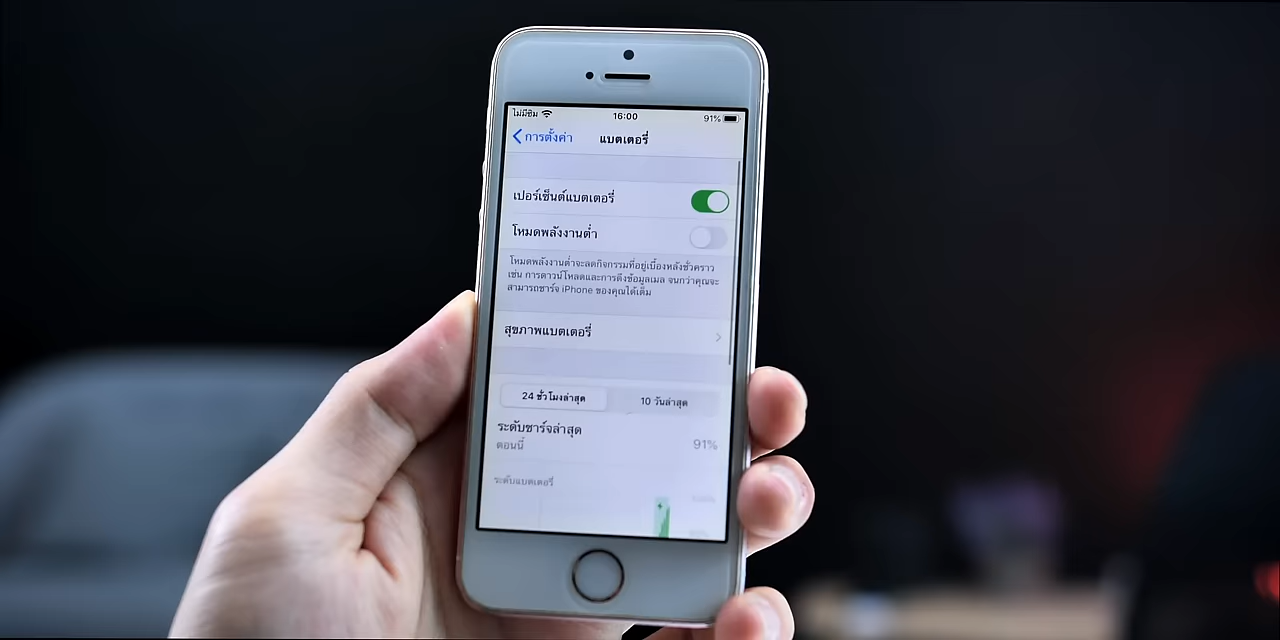 ไม่มีซิม 16:00 91%
การตั้งค่า แบตเตอรี่
เปอร์เซ็นต์แบตเตอรี่
โหมดพลังงานต่ำ
โหมดพลังงานต่ำจะลดกิจกรรมที่อยู่เบื้องหลังชั่วคราว
เช่น การดาวน์โหลดและการดึงข้อมูลเมล จนกว่าคุณจะ
สามารถชาร์จ iPhone ของคุณได้เต็ม
สุขภาพแบตเตอรี่
24 ชั่วโมงล่าสุด 10 วันล่าสุด
ระดับชาร์จล่าสุด 91%
ตอนนี้
ระดับแบตเตอรี่